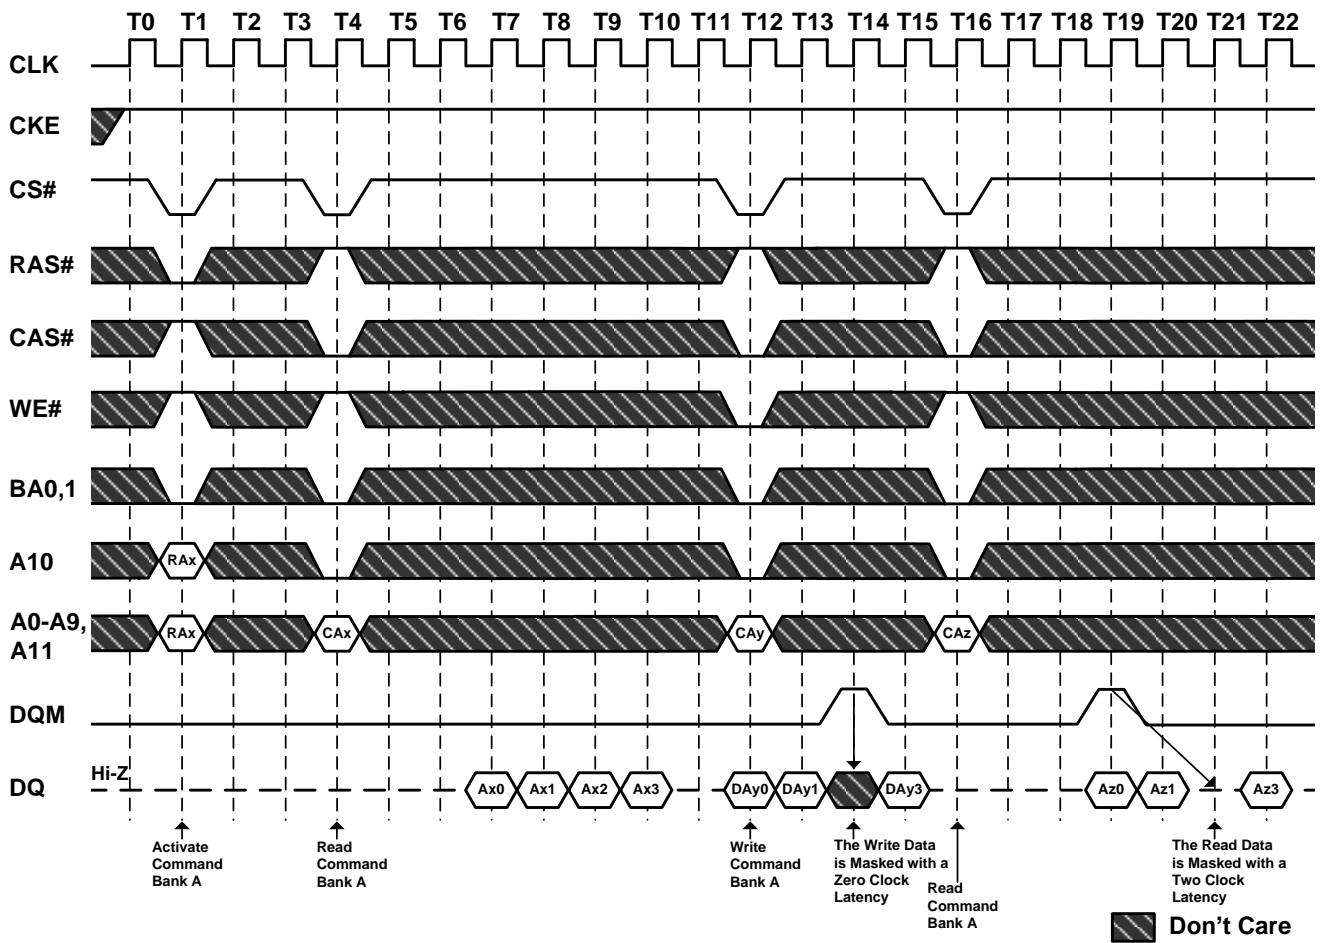 T0 T1 T2 T3 T4 T5 T6 T7 T8 T9 T10 T11 T12 T13 T14 T15 T16 T17 T18 T19 T20 T21 T22
CLK
CKE
CS#
RAS#
CAS#
WE#
BA0,1
A10
RAx
A0-A9,
A11
RAx CAx CAy CAz
DQM
DQ
Hi-Z
Ax0 Ax1 Ax2 Ax3 DAy0 DAy1 DAy3 Az0 Az1 Az3
Activate
Command
Bank A
Read
Command
Bank A
Write
Command
Bank A
The Write Data
is Masked with a
Zero Clock
Latency
Read
Command
Bank A
The Read Data
is Masked with a
Two Clock
Latency
Don't Care